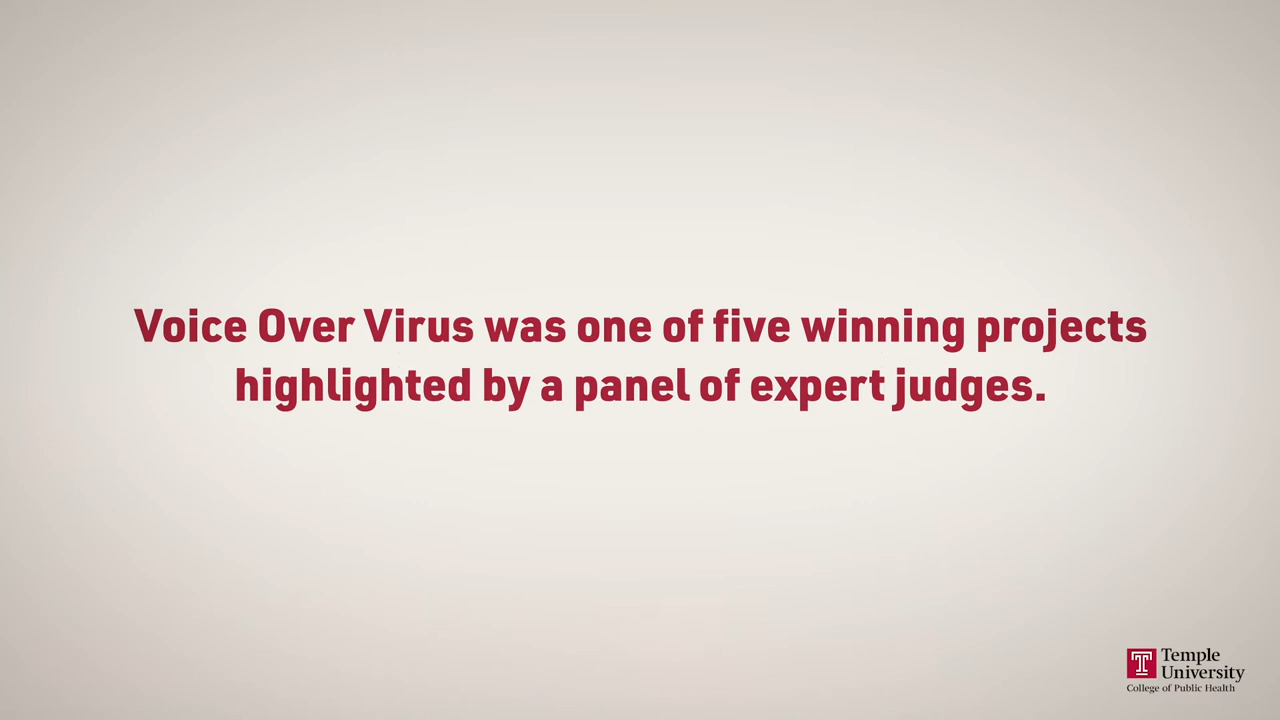 Voice Over Virus was one of five winning projects
highlighted by a panel of expert judges.
Temple
University
College of Public Health